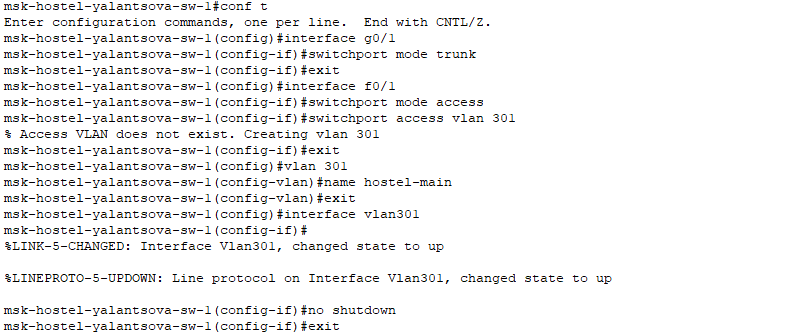 msk-hostel-yalantsova-sw-1#conf t
Enter configuration commands, one per line.  End with CNTL/Z.
msk-hostel-yalantsova-sw-1(config)#interface g0/1
msk-hostel-yalantsova-sw-1(config-if)#switchport mode trunk
msk-hostel-yalantsova-sw-1(config-if)#exit
msk-hostel-yalantsova-sw-1(config)#interface f0/1
msk-hostel-yalantsova-sw-1(config-if)#switchport mode access
msk-hostel-yalantsova-sw-1(config-if)#switchport access vlan 301
% Access VLAN does not exist. Creating vlan 301
msk-hostel-yalantsova-sw-1(config-if)#exit
msk-hostel-yalantsova-sw-1(config)#vlan 301
msk-hostel-yalantsova-sw-1(config-vlan)#name hostel-main
msk-hostel-yalantsova-sw-1(config-vlan)#exit
msk-hostel-yalantsova-sw-1(config)#interface vlan301
msk-hostel-yalantsova-sw-1(config-if)#
%LINK-5-CHANGED: Interface Vlan301, changed state to up
%LINEPROTO-5-UPDOWN: Line protocol on Interface Vlan301, changed state to up
msk-hostel-yalantsova-sw-1(config-if)#no shutdown
msk-hostel-yalantsova-sw-1(config-if)#exit